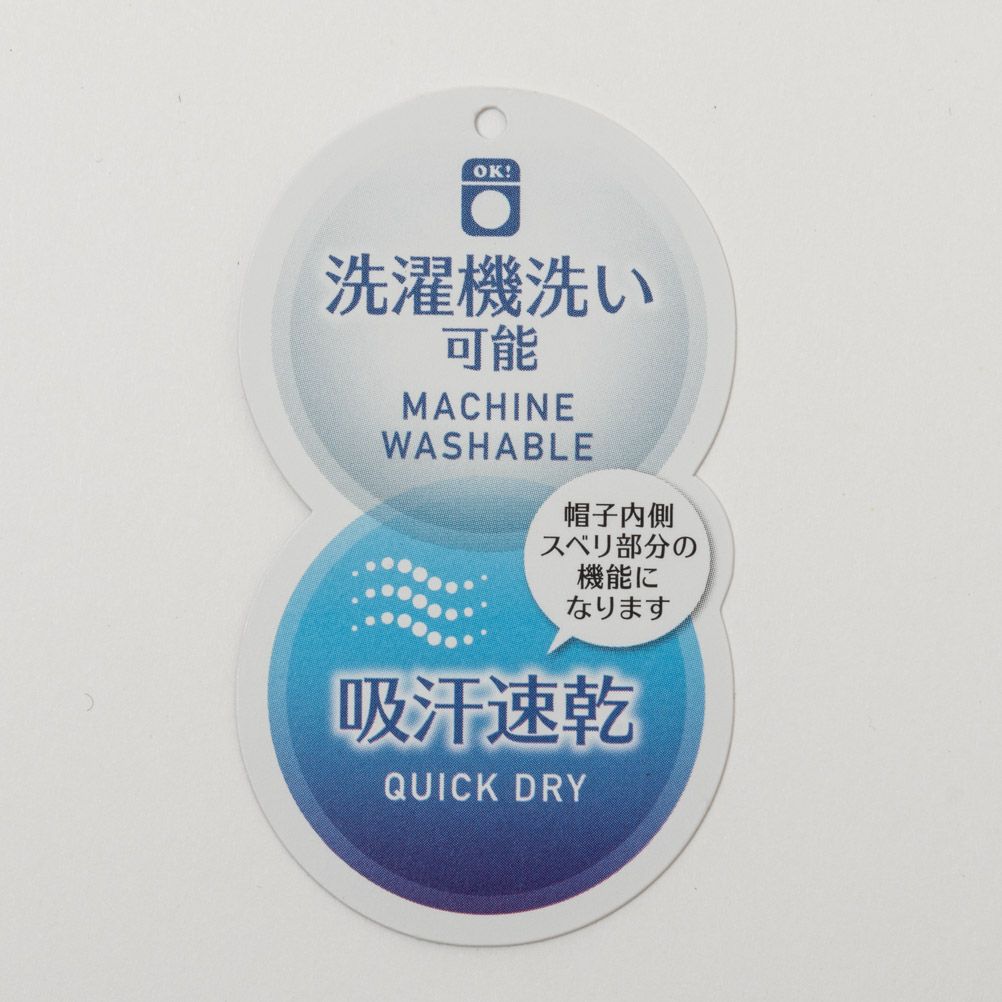 OK!
洗濯機洗い
可能
MACHINE
WASHABLE
帽子内側
スベリ部分の
機能に
なります
吸汗速乾
QUICK DRY